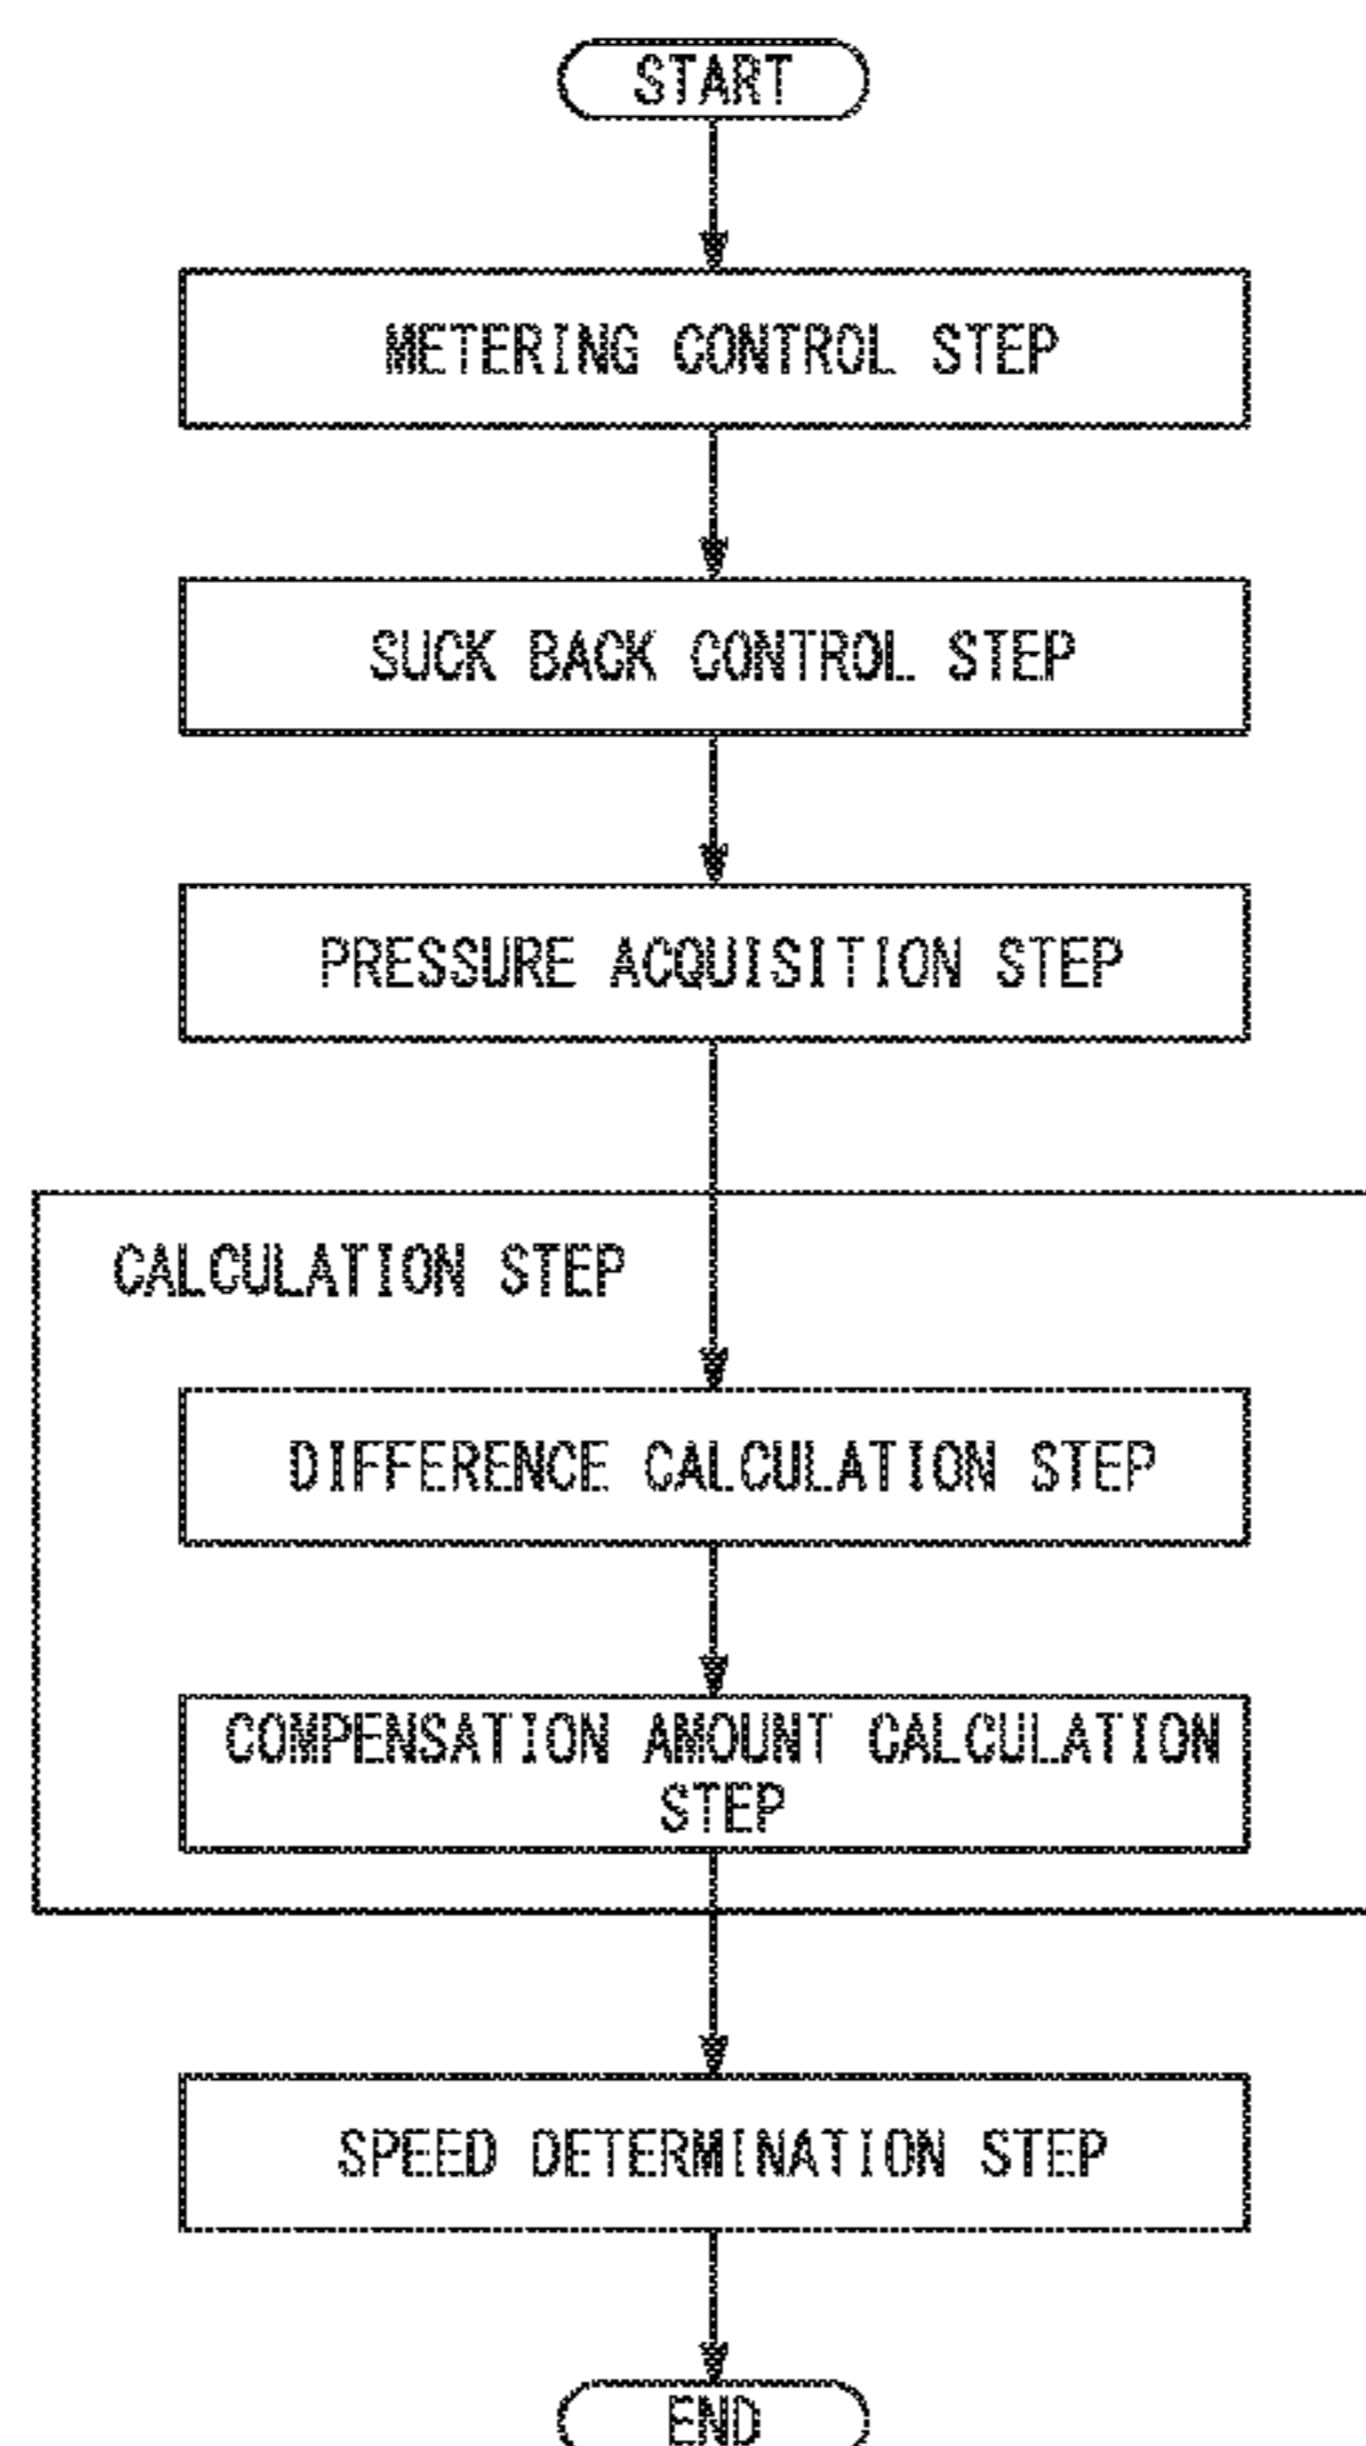 START
METERING CONTROL STEP
SUCK BACK CONTROL STEP
PRESSURE ACQUISITION STEP
CALCULATION STEP
DIFFERENCE CALCULATION STEP
COMPENSATION AMOUNT CALCULATION
STEP
SPEED DETERMINATION STEP
END